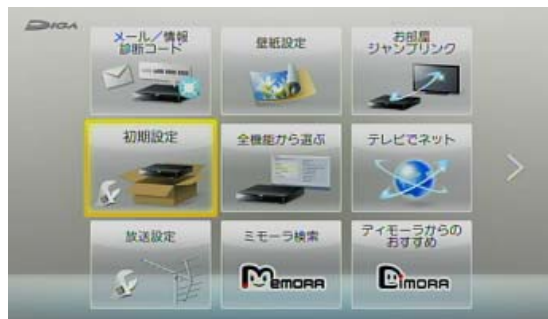 DIGA
メール／情報
診断コード
壁紙設定
お部屋
ジャンプリンク
初期設定
全機能から選ぶ
テレビでネット
放送設定
ミモーラ検索
MEMORA
ディモーラからの
おすすめ
DIMORA